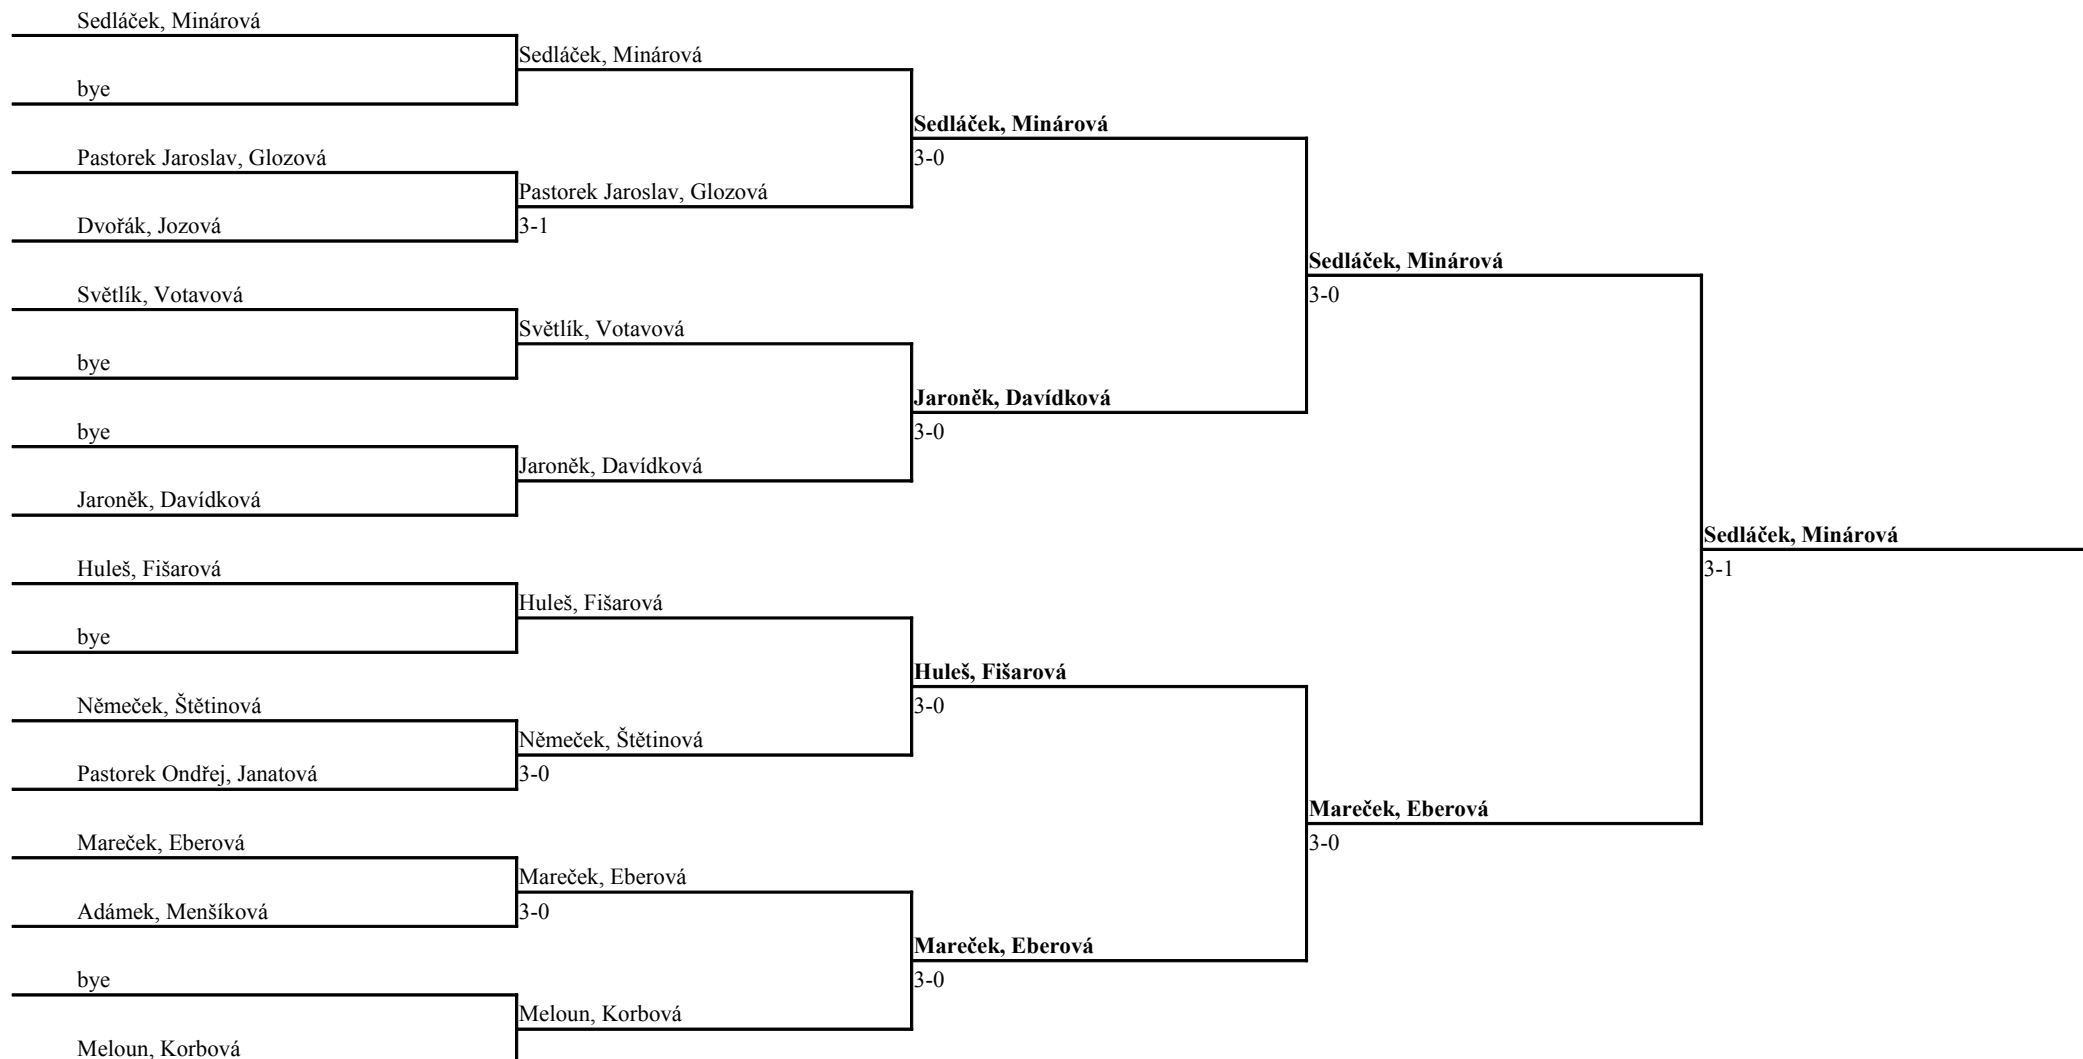 Sedláček, Minárová
Sedláček, Minárová
bye
Sedláček, Minárová
Pastorek Jaroslav, Glozová
3-0
Pastorek Jaroslav, Glozová
Dvořák, Jozová
3-1
Sedláček, Minárová
Světlík, Votavová
3-0
Světlík, Votavová
bye
Jaroněk, Davídková
bye
3-0
Jaroněk, Davídková
Jaroněk, Davídková
Sedláček, Minárová
Huleš, Fišarová
3-1
Huleš, Fišarová
bye
Huleš, Fišarová
Němeček, Štětinová
3-0
Němeček, Štětinová
Pastorek Ondřej, Janatová
3-0
Mareček, Eberová
Mareček, Eberová
3-0
Mareček, Eberová
Adámek, Menšíková
3-0
Mareček, Eberová
bye
3-0
Meloun, Korbová
Meloun, Korbová